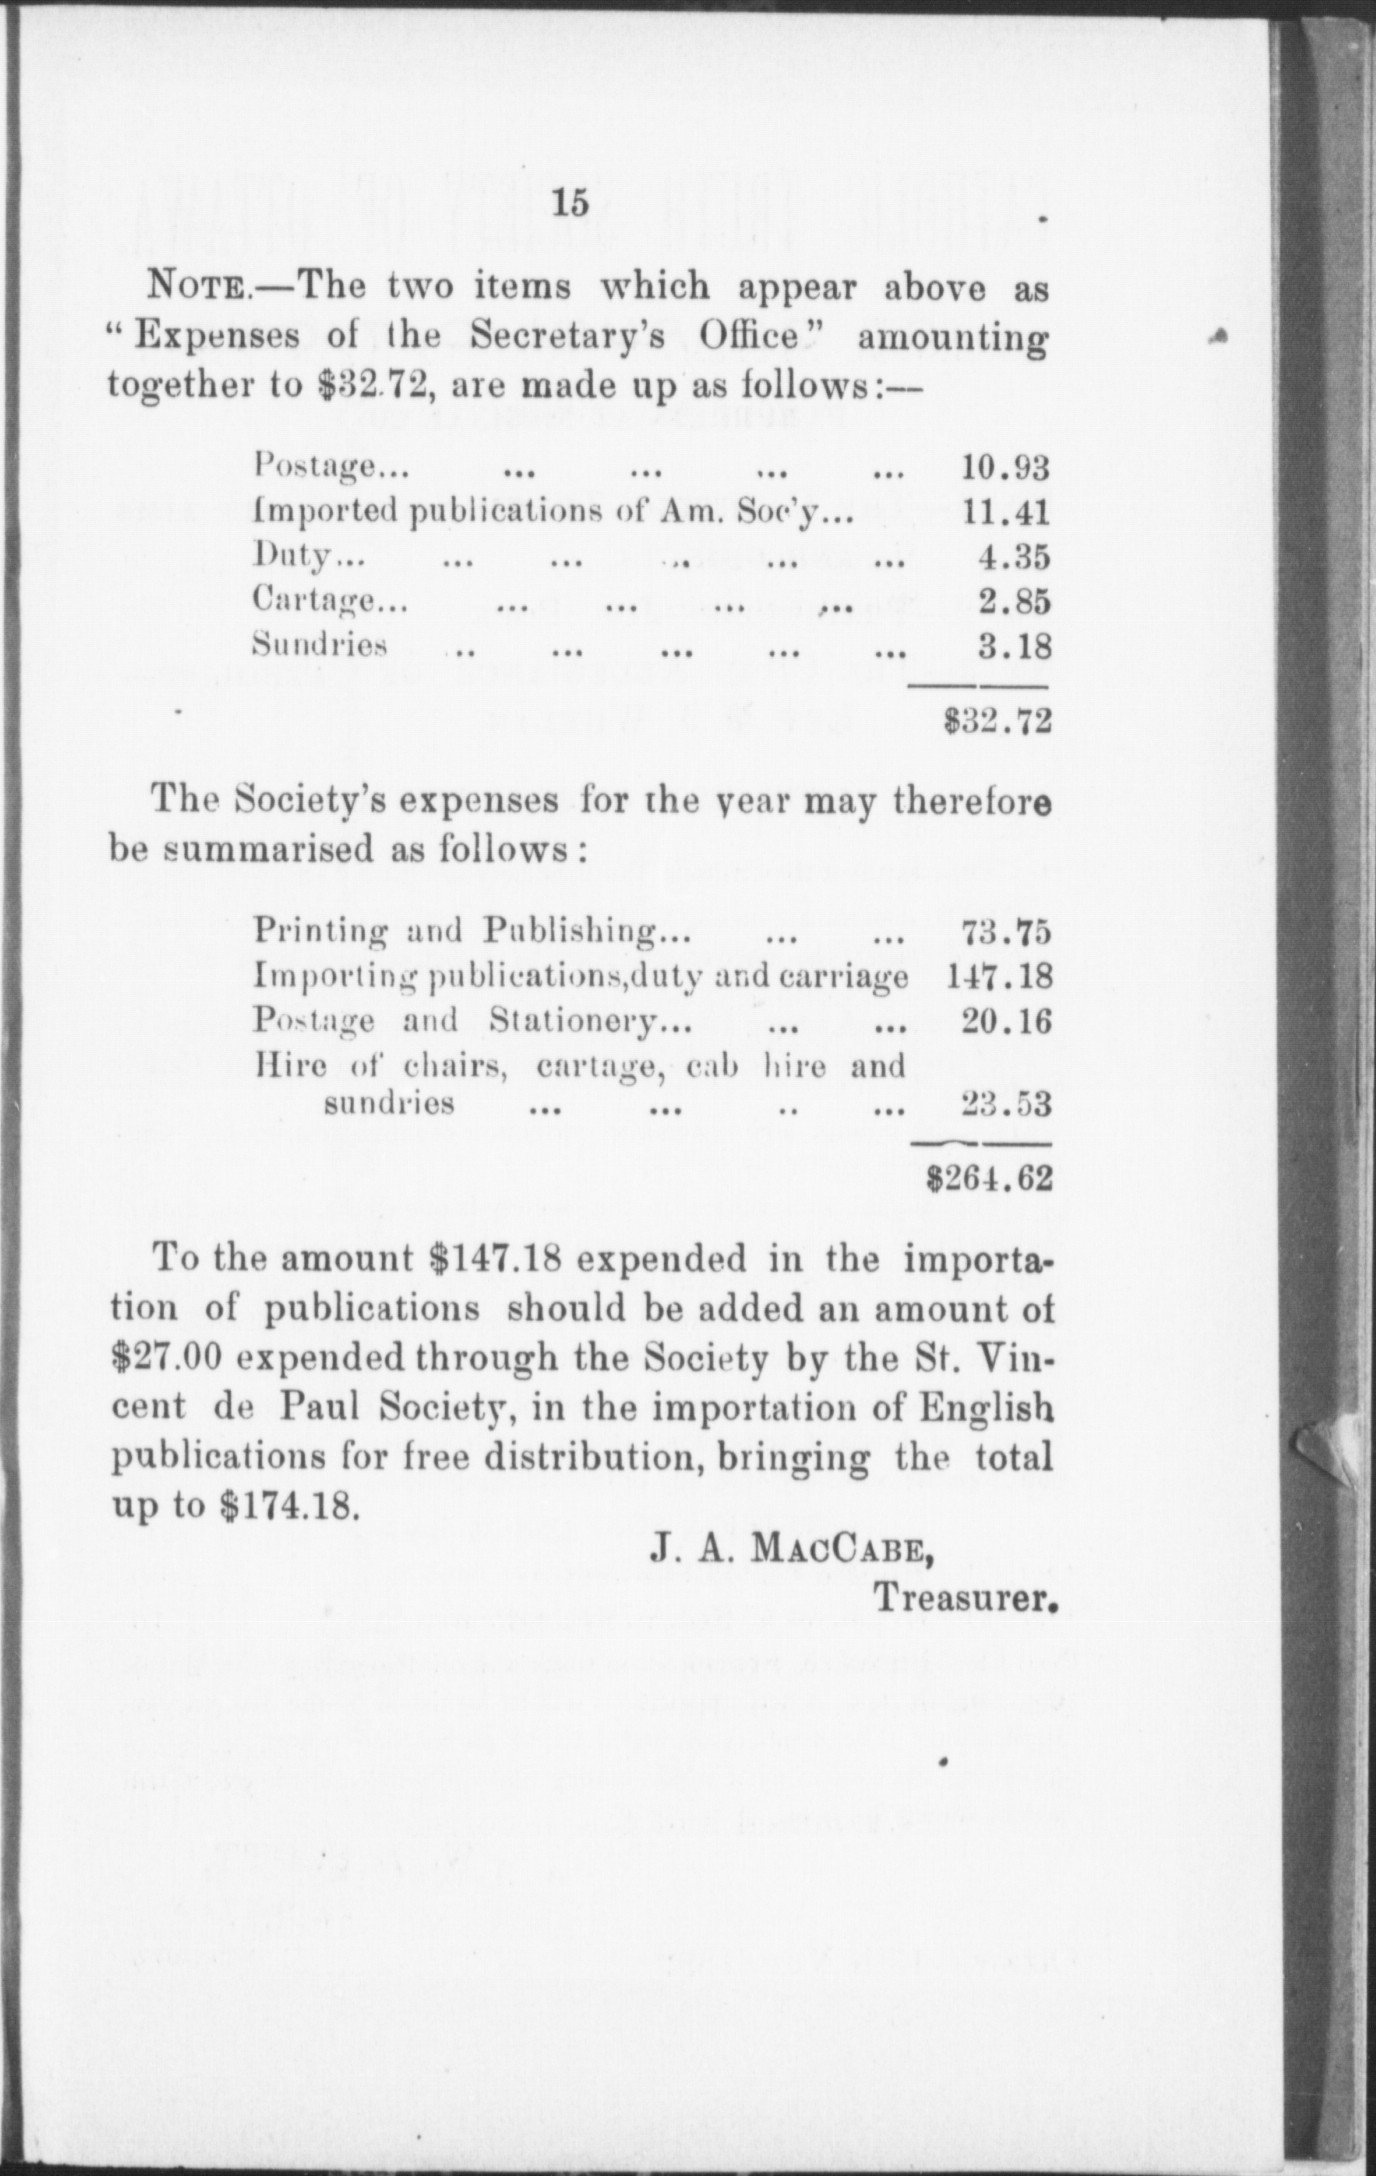 15
NOTE.—The two items which appear above as
“ Expenses of the Secretary’s Office” amounting
together to $32.72, are made up as follows:—
Postage... ... ... ... ... 10.93
Imported publications of Am. Soc’y... 11.41
Duty... ... ... ... ... ... 4.35
Cartage... ... ... ... ... 2.85
Sundries .. ... ... ... ... 3.18
$32.72
The Society’s expenses for the year may therefore
be summarised as follows :
Printing and Publishing... ... ... 73.75
Importing publications,duty and carriage 147.18
Postage and Stationery... ... ... 20.16
Hire of chairs, cartage, cab hire and
sundries ... ... .. ... 23.53
$264.62
To the amount $147.18 expended in the importa-
tion of publications should be added an amount of
$27.00 expended through the Society by the St. Vin-
cent de Paul Society, in the importation of English
publications for free distribution, bringing the total
up to $174.18.
J. A. MACCABE,
Treasurer.